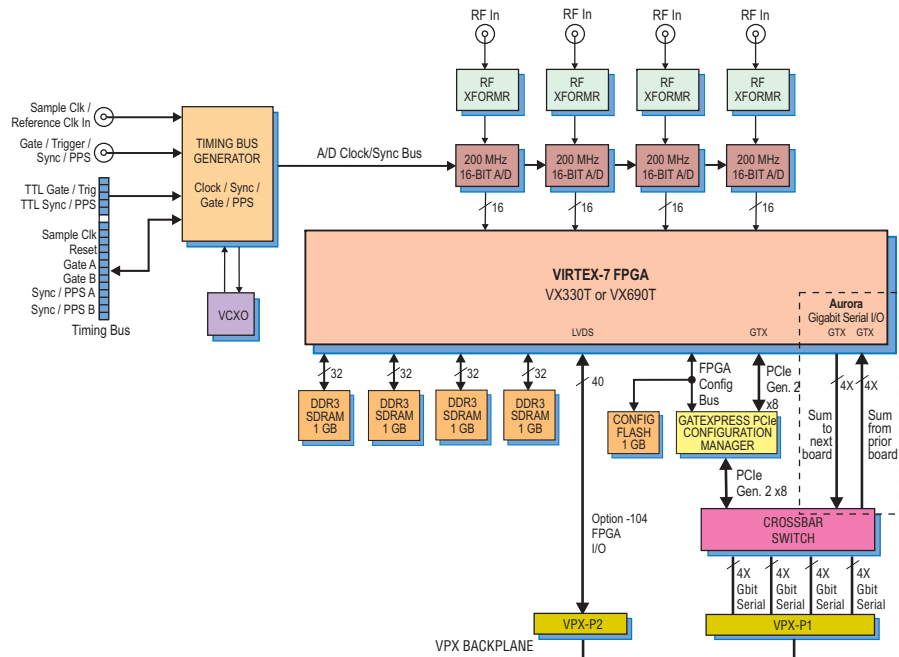 RF In
RF In
RF In
RF In
RF
XFORMR
RF
XFORMR
RF
XFORMR
RF
XFORMR
Sample Clk /
Reference Clk In
Gate / Trigger /
Sync / PPS
TTL Gate / Trig
TTL Sync / PPS
Sample Clk
Reset
Gate A
Gate B
Sync / PPS A
Sync / PPS B
Timing Bus
TIMING BUS
GENERATOR
Clock / Sync /
Gate / PPS
VCXO
A/D Clock/Sync Bus
200 MHz
16-BIT A/D
200 MHz
16-BIT A/D
200 MHz
16-BIT A/D
200 MHz
16-BIT A/D
16
16
16
16
VIRTEX-7 FPGA
VX330T or VX690T
LVDS
GTX
Aurora
Gigabit Serial I/O
GTX
GTX
32
32
32
32
40
DDR3
SDRAM
1 GB
DDR3
SDRAM
1 GB
DDR3
SDRAM
1 GB
DDR3
SDRAM
1 GB
FPGA
Config
Bus
PCIe
Gen. 2
x8
4X
4X
CONFIG
FLASH
1 GB
GATEXPRESS PCIe
CONFIGURATION
MANAGER
Sum
to
next
board
Sum
from
prior
board
PCIe
Gen. 2 x8
Option -104
FPGA
I/O
CROSSBAR
SWITCH
4X
Gbit
Serial
4X
Gbit
Serial
4X
Gbit
Serial
4X
Gbit
Serial
VPX-P2
VPX-P1
VPX BACKPLANE